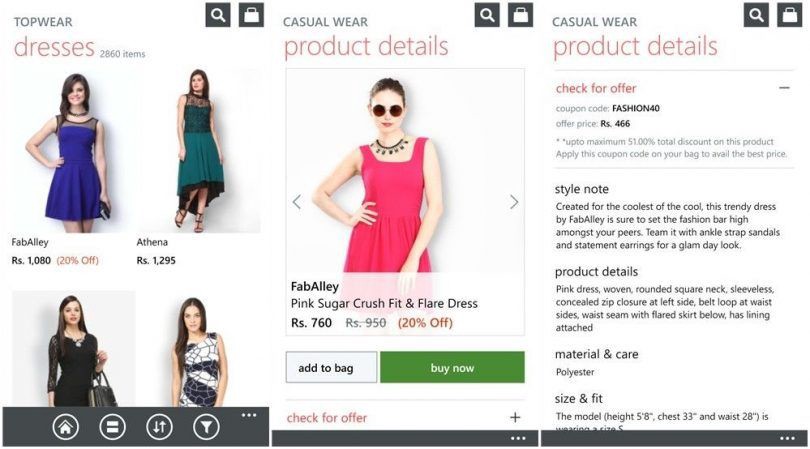 TOPWEAR
dresses 2860 items
FabAlley
Rs. 1,080 (20% Off)
Athena
Rs. 1,295
CASUAL WEAR
product details
FabAlley
Pink Sugar Crush Fit & Flare Dress
Rs. 760 Rs. 950 (20% Off)
add to bag
buy now
check for offer +
CASUAL WEAR
product details
check for offer —
coupon code: FASHION40
offer price: Rs. 466
* *upto maximum 51.00% total discount on this product
Apply this coupon code on your bag to avail the best price.
style note
Created for the coolest of the cool, this trendy dress
by FabAlley is sure to set the fashion bar high
amongst your peers. Team it with ankle strap sandals
and statement earrings for a glam day look.
product details
Pink dress, woven, rounded square neck, sleeveless,
concealed zip closure at left side, belt loop at waist
sides, waist seam with flared skirt below, has lining
attached
material & care
Polyester
size & fit
The model (height 5'8", chest 33" and waist 28") is
wearing a size S